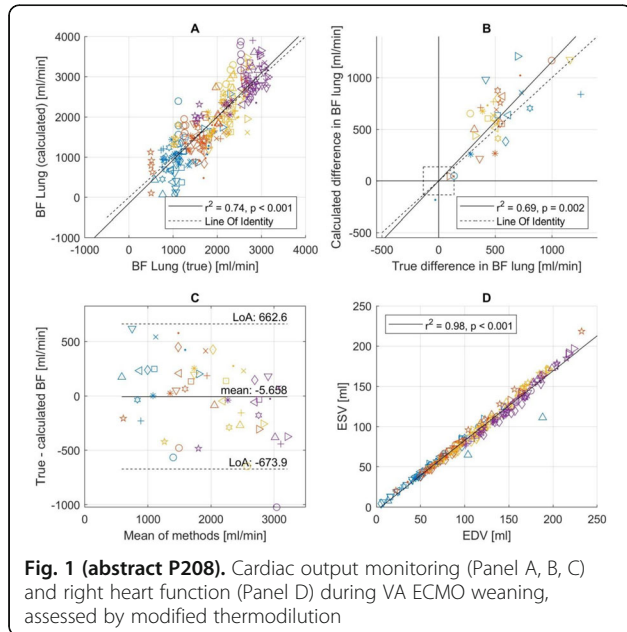 A
BF Lung (calculated) [ml/min]
4000
3000
2000
1000
0
-1000
r² = 0.74, p < 0.001
Line Of Identity
-1000 0 1000 2000 3000 4000
BF Lung (true) [ml/min]
B
Calculated difference in BF lung [ml/min]
1000
500
0
-500
r² = 0.69, p = 0.002
Line Of Identity
-500 0 500 1000
True difference in BF lung [ml/min]
C
True - calculated BF [ml/min]
500
0
-500
-1000
LoA: 662.6
mean: -5.658
LoA: -673.9
0 1000 2000 3000
Mean of methods [ml/min]
D
ESV [ml]
250
200
150
100
50
0
r² = 0.98, p < 0.001
0 50 100 150 200 250
EDV [ml]
Fig. 1 (abstract P208). Cardiac output monitoring (Panel A, B, C)
and right heart function (Panel D) during VA ECMO weaning,
assessed by modified thermodilution